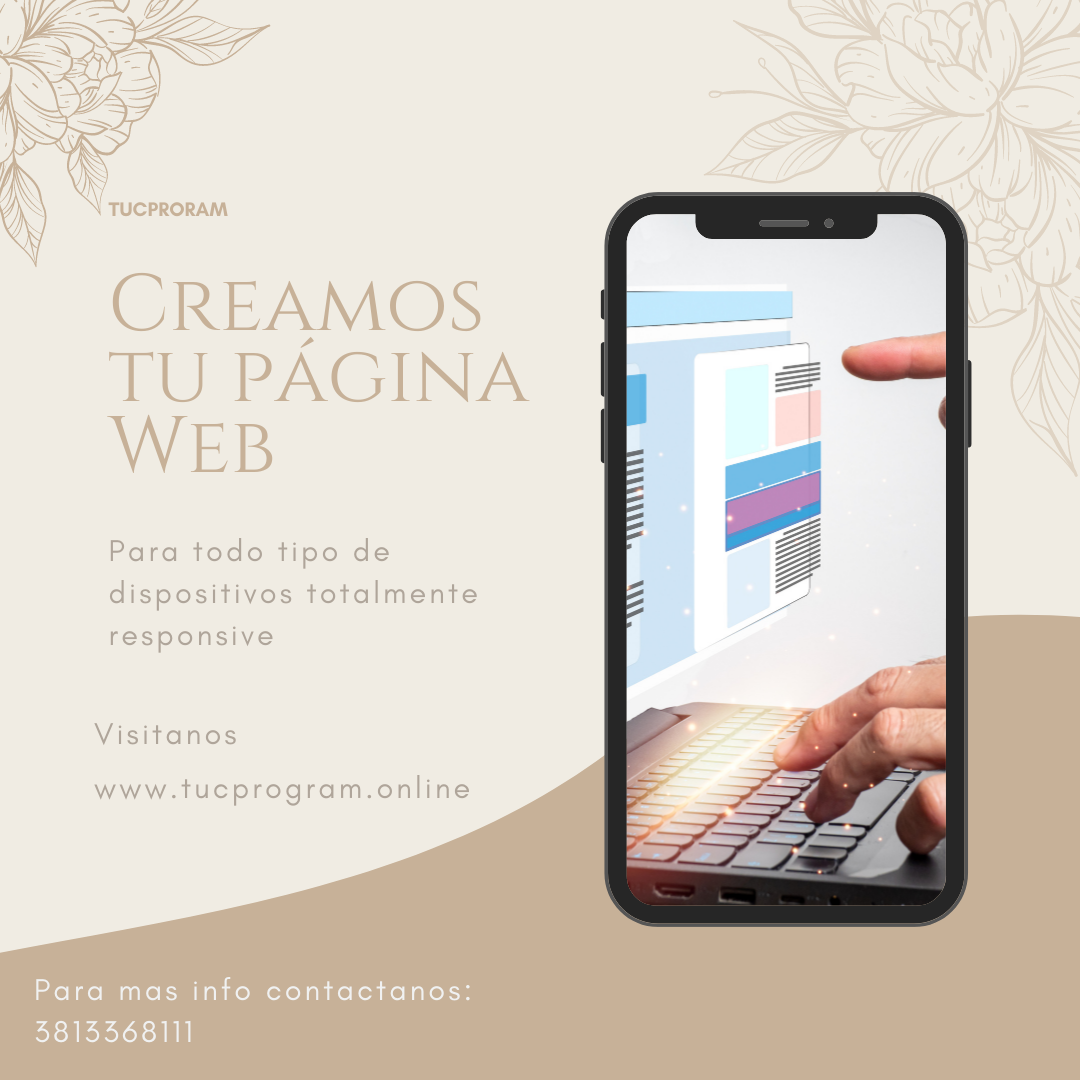 TUCPRORAM
Creamos
tu página
Web
Para todo tipo de
dispositivos totalmente
responsive
Visitanos
www.tucprogram.online
Para mas info contactanos:
3813368111